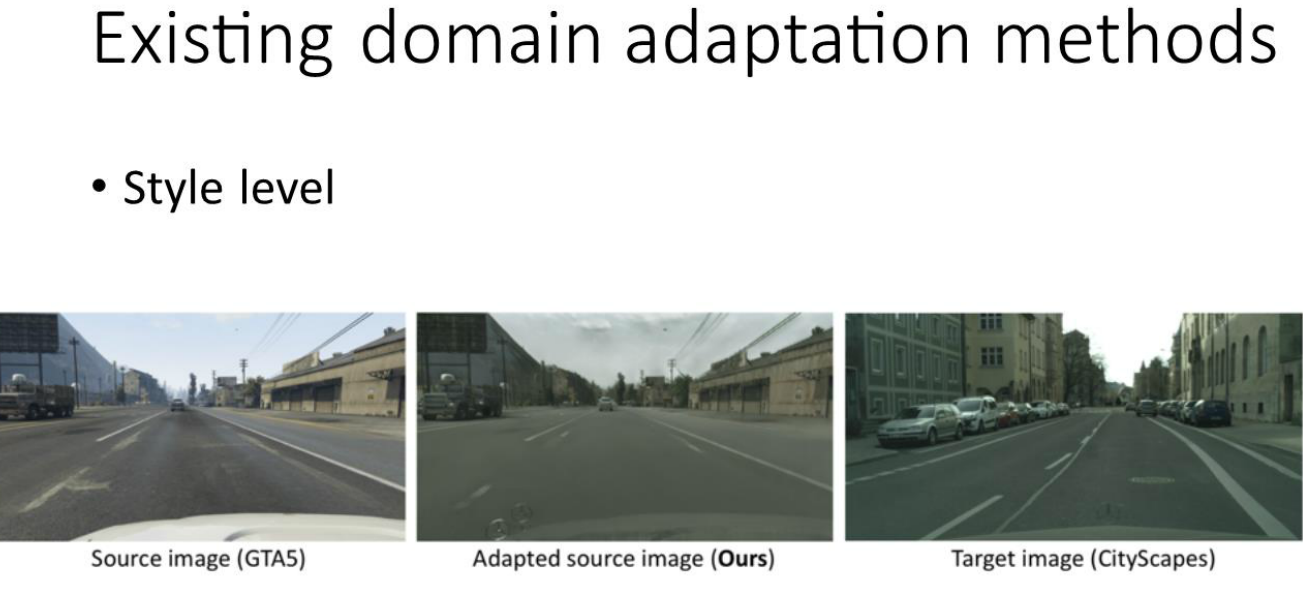 Existing domain adaptation methods
• Style level
Source image (GTA5)
Adapted source image (Ours)
Target image (CityScapes)